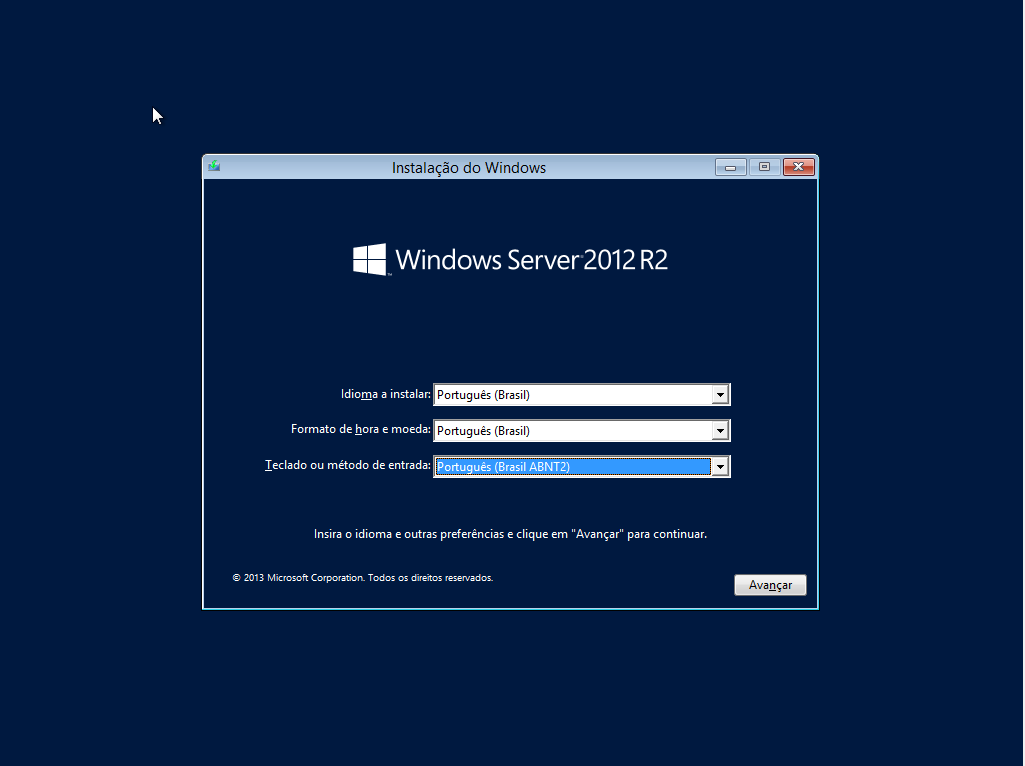 Instalação do Windows
Windows Server 2012 R2
Idioma a instalar: Português (Brasil)
Formato de hora e moeda: Português (Brasil)
Teclado ou método de entrada: Português (Brasil ABNT2)
Insira o idioma e outras preferências e clique em "Avançar" para continuar.
© 2013 Microsoft Corporation. Todos os direitos reservados.
Avançar